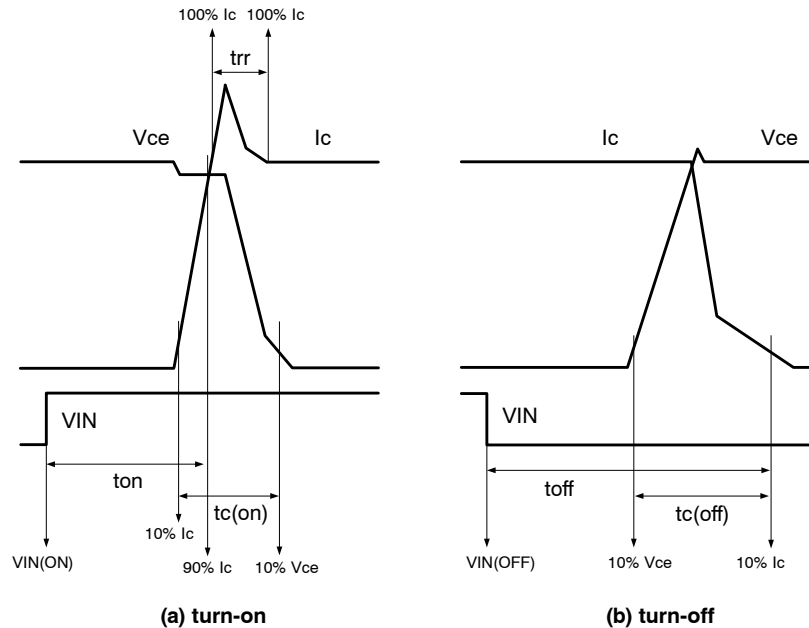 100% Ic 100% Ic
trr
Vce Ic
Ic Vce
VIN
VIN
ton
toff
tc(on)
tc(off)
10% Ic
VIN(ON)
90% Ic 10% Vce
VIN(OFF) 10% Vce 10% Ic
(a) turn-on
(b) turn-off